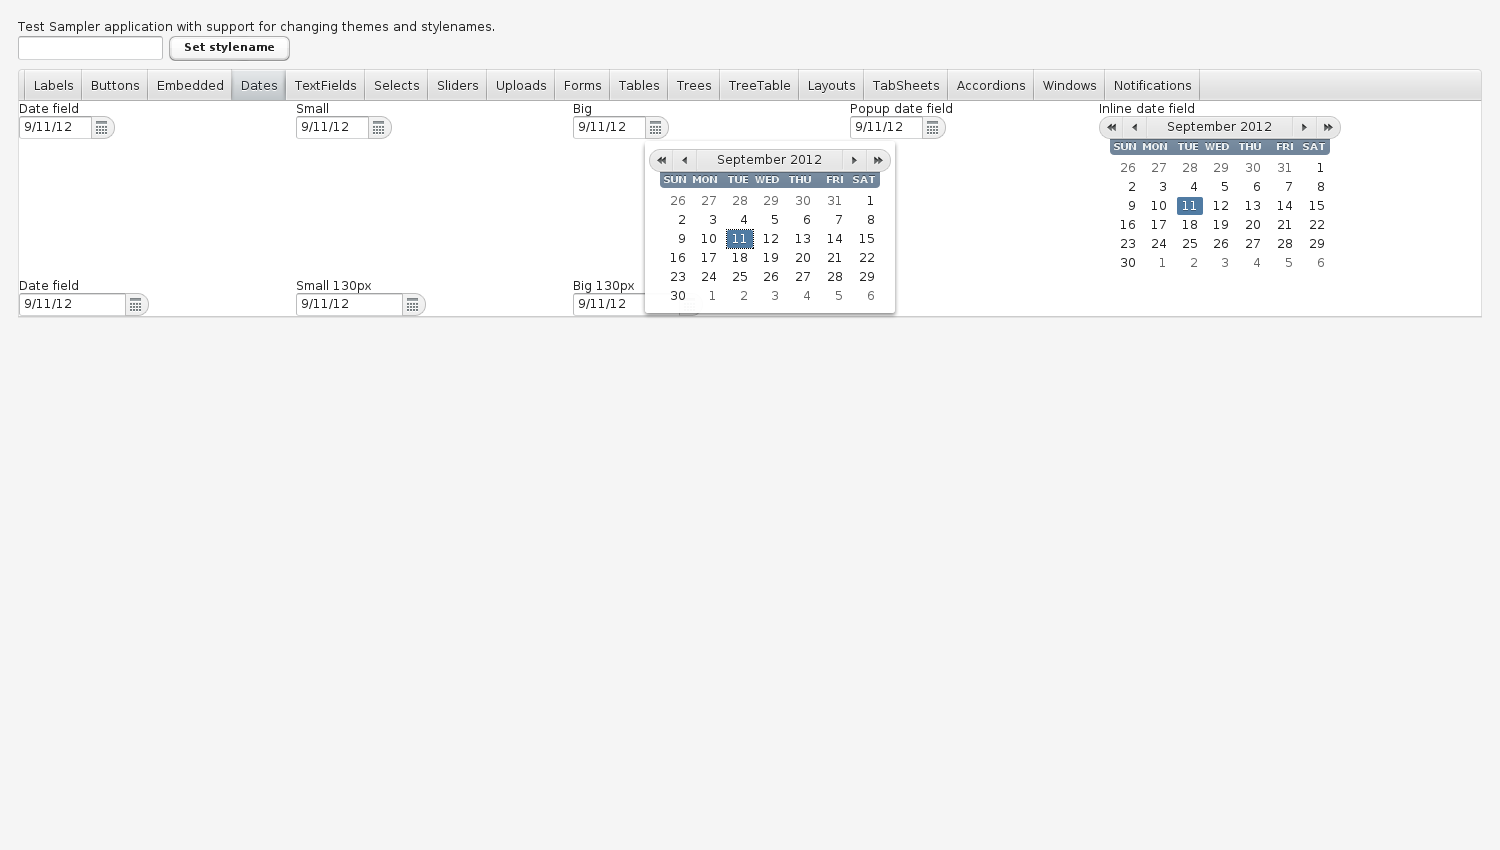 Test Sampler application with support for changing themes and stylenames.
Set stylename
Labels Buttons Embedded Dates TextFields Selects Sliders Uploads Forms Tables Trees TreeTable Layouts TabSheets Accordions Windows Notifications
Date field Small Big Popup date field Inline date field
9/11/12 9/11/12 9/11/12 9/11/12
September 2012
SUN MON TUE WED THU FRI SAT
26 27 28 29 30 31 1
2 3 4 5 6 7 8
9 10 11 12 13 14 15
16 17 18 19 20 21 22
23 24 25 26 27 28 29
30 1 2 3 4 5 6
September 2012
SUN MON TUE WED THU FRI SAT
26 27 28 29 30 31 1
2 3 4 5 6 7 8
9 10 11 12 13 14 15
16 17 18 19 20 21 22
23 24 25 26 27 28 29
30 1 2 3 4 5 6
Date field Small 130px Big 130px
9/11/12 9/11/12 9/11/12